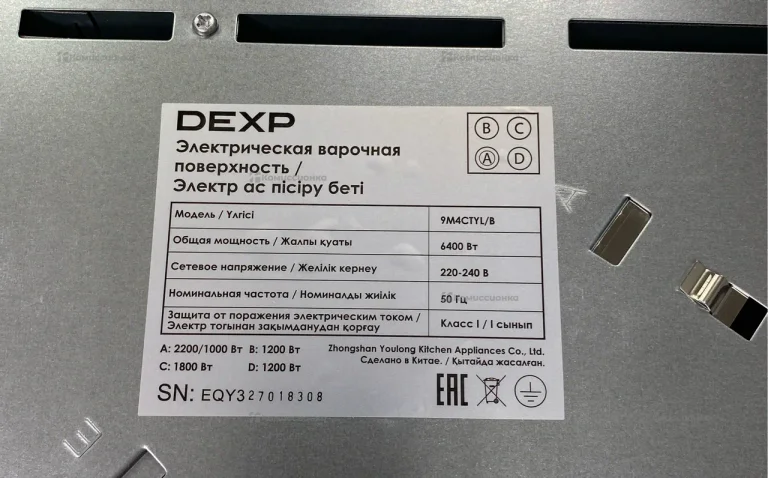 DEXP
B C
A D
Электрическая варочная
поверхность /
Электр ас пісіру беті
Комиссионка
Модель / Үлгісі 9M4CTYL/B
Общая мощность / Жалпы қуаты 6400 Вт
Сетевое напряжение / Желілік кернеу 220-240 В
Номинальная частота / Номиналды жиілік 50 Гц
Защита от поражения электрическим током /
Электр тогынан зақымданудан қорғау Класс I / I сынып
A: 2200/1000 Вт B: 1200 Вт
C: 1800 Вт D: 1200 Вт
Zhongshan Youlong Kitchen Appliances Co., Ltd.
Сделано в Китае. / Қытайда жасалған.
SN: EQY327018308
EAC
A
E